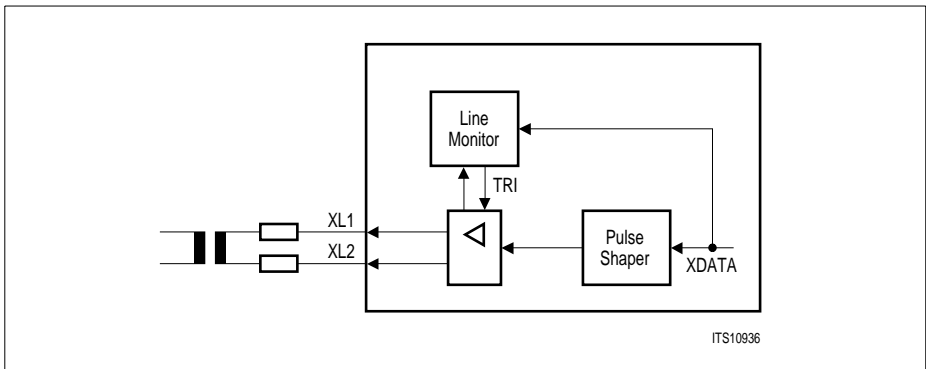 Line
Monitor
TRI
XL1
XL2
Pulse
Shaper
XDATA
ITS10936